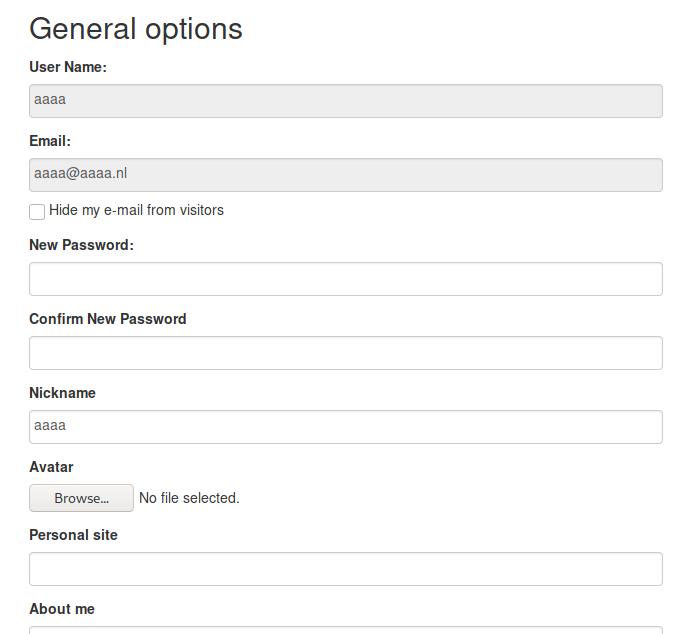 General options
User Name:
aaaa
Email:
aaaa@aaaa.nl
Hide my e-mail from visitors
New Password:
Confirm New Password
Nickname
aaaa
Avatar
Browse... No file selected.
Personal site
About me